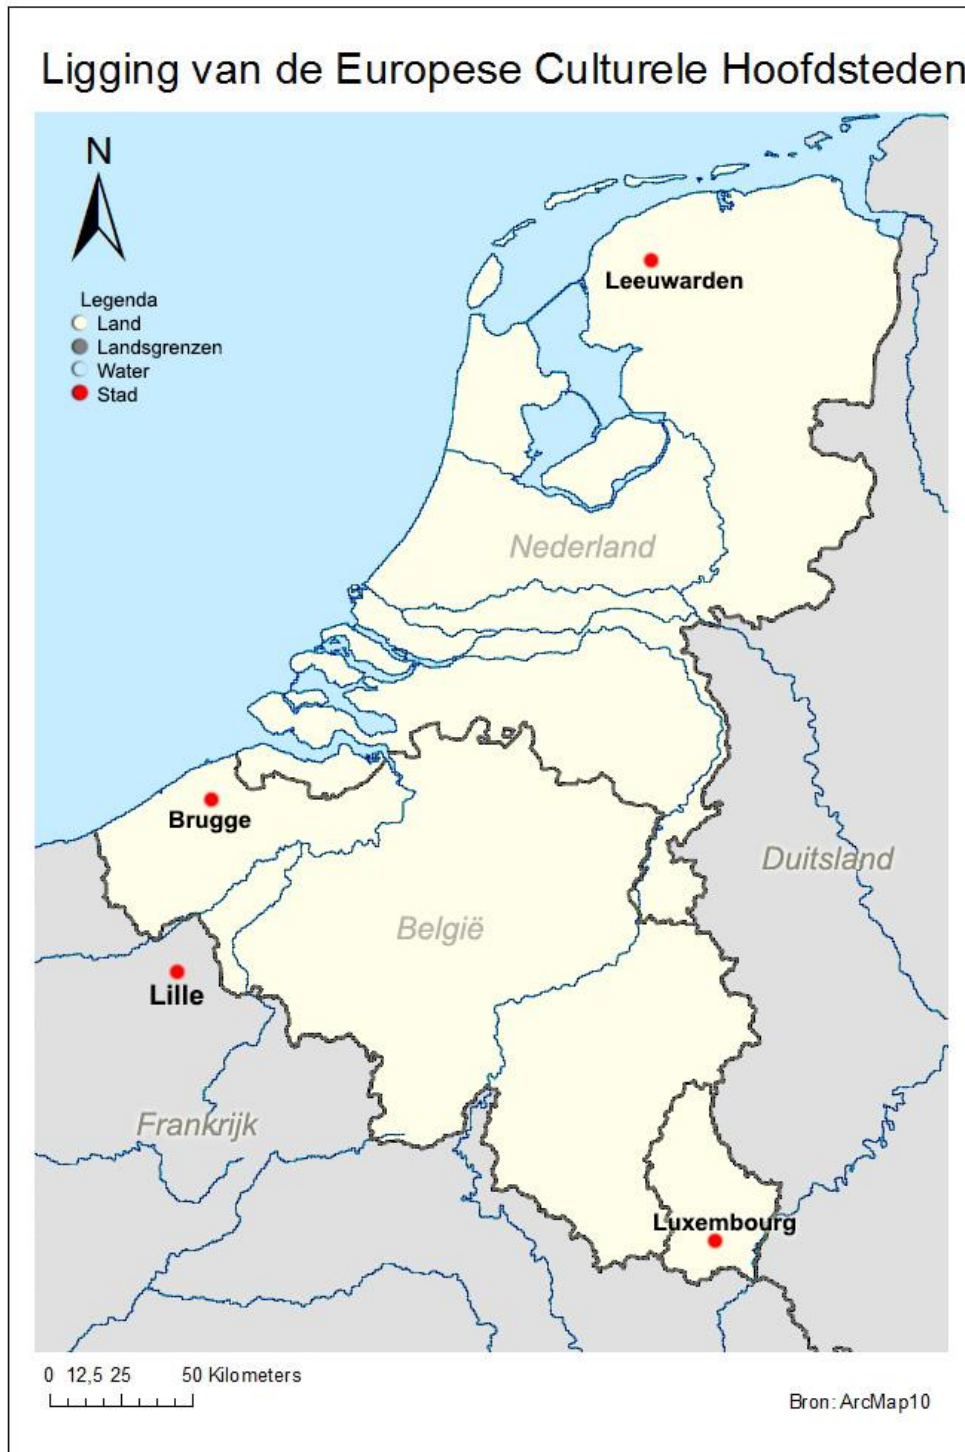 Ligging van de Europese Culturele Hoofdsteden
N
Legenda
Land
Landsgrenzen
Water
Stad
Leeuwarden
Nederland
Brugge
Duitsland
België
Lille
Frankrijk
Luxembourg
0 12,5 25 50 Kilometers
Bron: ArcMap10